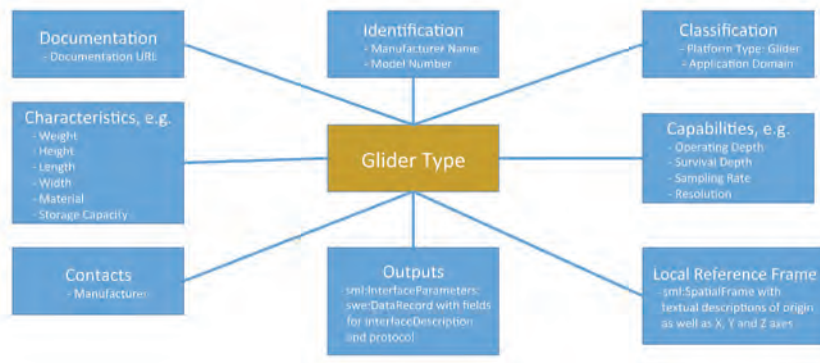 Documentation
- Documentation URL
Identification
- Manufacturer Name
- Model Number
Classification
- Platform Type: Glider
- Application Domain
Characteristics, e.g.
- Weight
- Height
- Length
- Width
- Material
- Storage Capacity
Glider Type
Capabilities, e.g.
- Operating Depth
- Survival Depth
- Sampling Rate
- Resolution
Contacts
- Manufacturer
Outputs
- sml:InterfaceParameters:
swe:DataRecord with fields
for InterfaceDescription
and protocol
Local Reference Frame
- sml:SpatialFrame with
textual descriptions of origin
as well as X, Y and Z axes